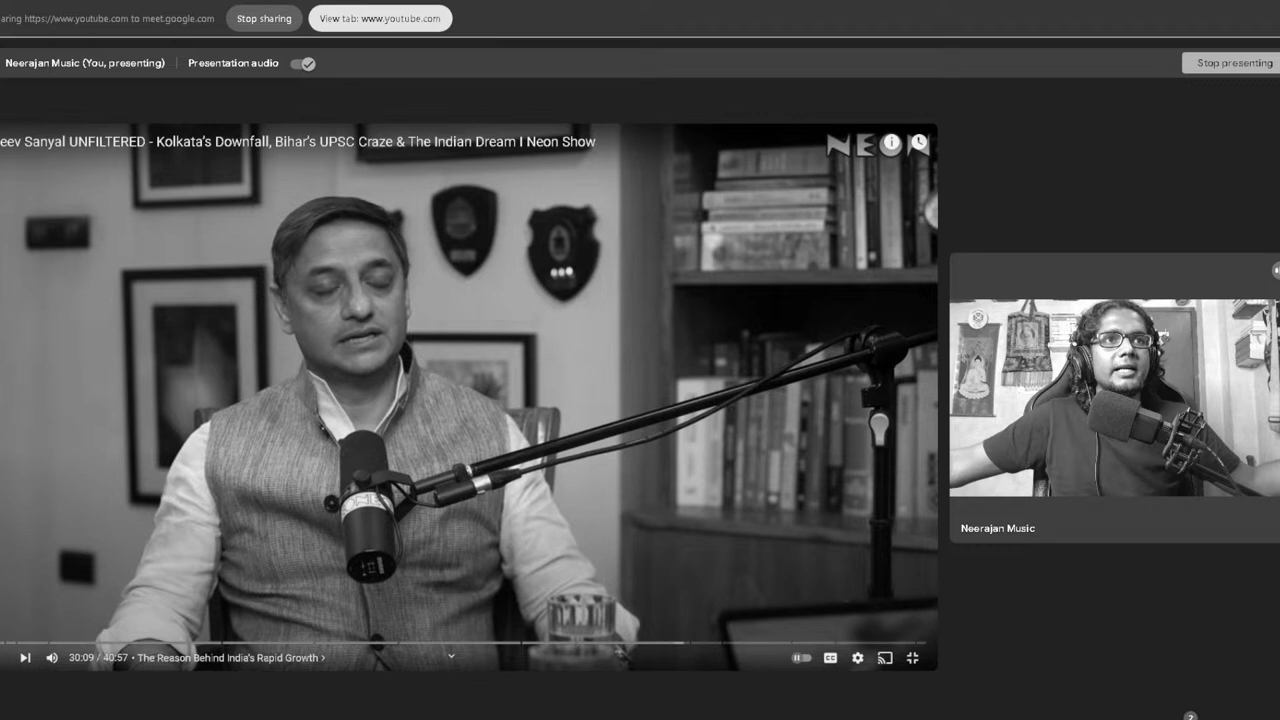 aring https://www.youtube.com to meet.google.com
Stop sharing
View tab: www.youtube.com
Neerajan Music (You, presenting)
Presentation audio
Stop presenting
eev Sanyal UNFILTERED - Kolkata's Downfall, Bihar's UPSC Craze & The Indian Dream I Neon Show
NEON
Neerajan Music
30:09 / 40:57 • The Reason Behind India's Rapid Growth >
CC